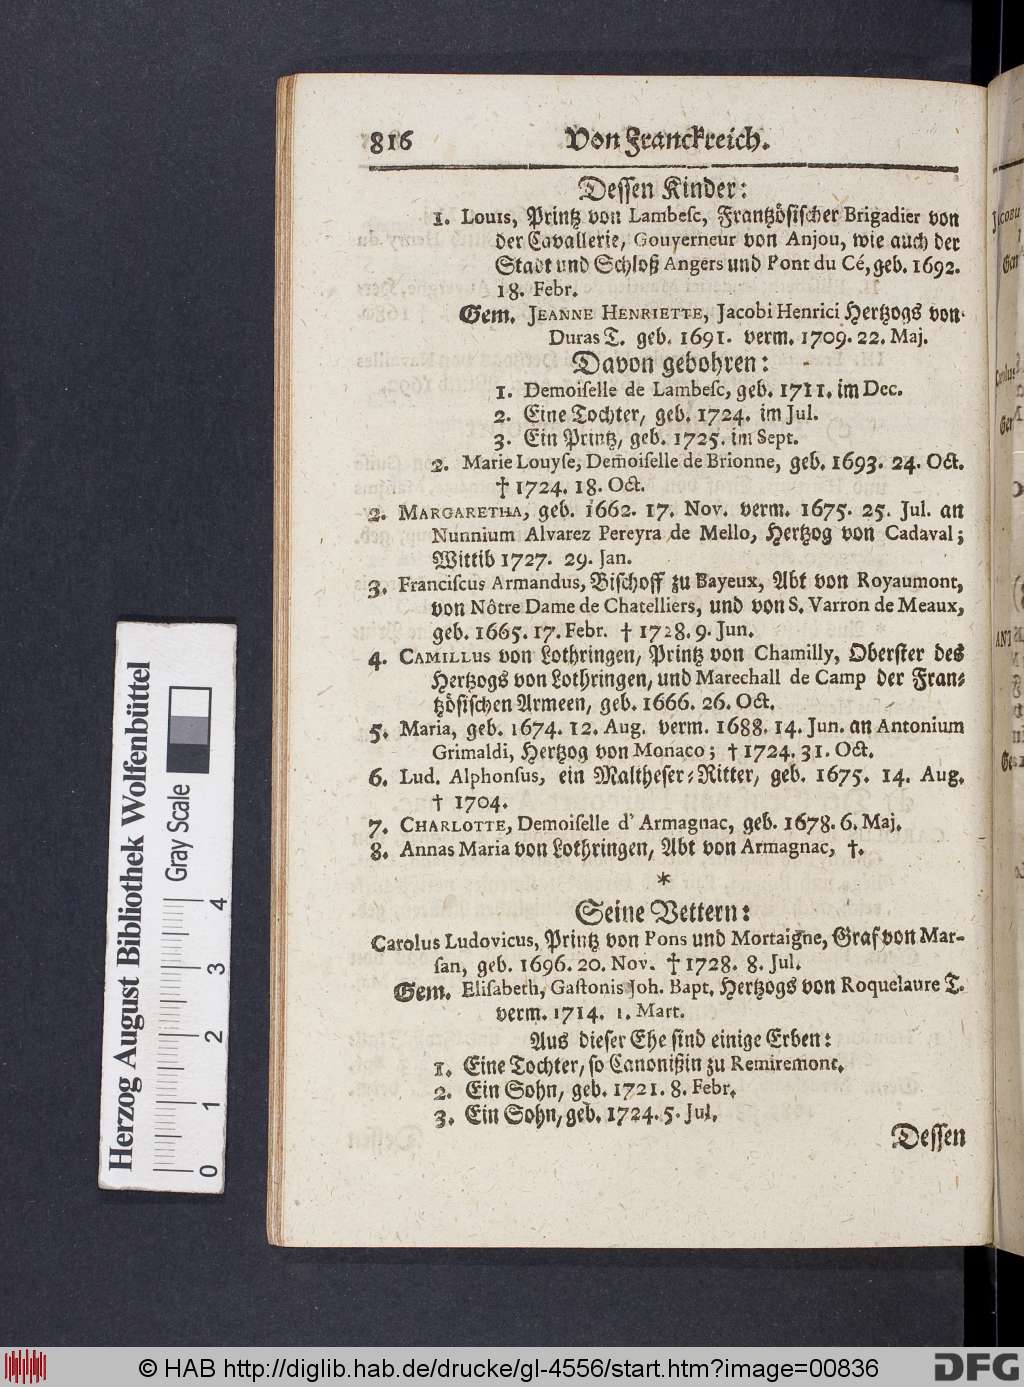 816 Von Franckreich.
Dessen Kinder:
1. Louis, Printz von Lambesc, Frantzösischer Brigadier von
der Cavallerie, Gouverneur von Anjou, wie auch der
Stadt und Schloß Angers und Pont du Cé, geb. 1692.
18. Febr.
Gem. JEANNE HENRIETTE, Jacobi Henrici Hertzogs von
Duras T. geb. 1691. verm. 1709. 22. Maj.
Davon gebohren:
1. Demoiselle de Lambesc, geb. 1711. im Dec.
2. Eine Tochter, geb. 1724. im Jul.
3. Ein Printz, geb. 1725. im Sept.
2. Marie Louyse, Demoiselle de Brionne, geb. 1693. 24. Oct.
† 1724. 18. Oct.
2. MARGARETHA, geb. 1662. 17. Nov. verm. 1675. 25. Jul. an
Nunnium Alvarez Pereyra de Mello, Hertzog von Cadaval;
Wittib 1727. 29. Jan.
3. Franciscus Armandus, Bischoff zu Bayeux, Abt von Royaumont,
von Nôtre Dame de Chatelliers, und von S. Varron de Meaux,
geb. 1665. 17. Febr. † 1728. 9. Jun.
4. CAMILLUS von Lothringen, Printz von Chamilly, Oberster des
Hertzogs von Lothringen, und Marechall de Camp der Fran-
tzösischen Armeen, geb. 1666. 26. Oct.
5. Maria, geb. 1674. 12. Aug. verm. 1688. 14. Jun. an Antonium
Grimaldi, Hertzog von Monaco; † 1724. 31. Oct.
6. Lud. Alphonsus, ein Maltheser-Ritter, geb. 1675. 14. Aug.
† 1704.
7. CHARLOTTE, Demoiselle d' Armagnac, geb. 1678. 6. Maj.
8. Annas Maria von Lothringen, Abt von Armagnac, †.
*
Seine Vettern:
Carolus Ludovicus, Printz von Pons und Mortaigne, Graf von Mar-
san, geb. 1696. 20. Nov. † 1728. 8. Jul.
Gem. Elisabeth, Gastonis Joh. Bapt. Hertzogs von Roquelaure T.
verm. 1714. 1. Mart.
Aus dieser Ehe sind einige Erben:
1. Eine Tochter, so Canonißin zu Remiremont.
2. Ein Sohn, geb. 1721. 8. Febr.
3. Ein Sohn, geb. 1724. 5. Jul.
Dessen
Herzog August Bibliothek Wolfenbüttel
Gray Scale
0 1 2 3 4
© HAB http://diglib.hab.de/drucke/gl-4556/start.htm?image=00836
DFG